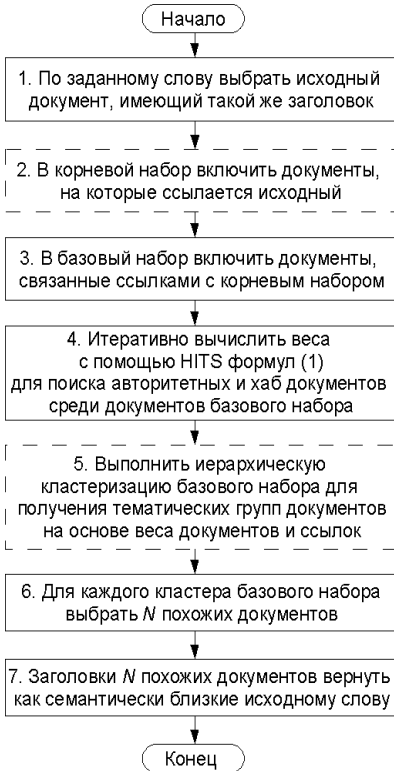 Начало
1. По заданному слову выбрать исходный
документ, имеющий такой же заголовок
2. В корневой набор включить документы,
на которые ссылается исходный
3. В базовый набор включить документы,
связанные ссылками с корневым набором
4. Итеративно вычислить веса
с помощью HITS формул (1)
для поиска авторитетных и хаб документов
среди документов базового набора
5. Выполнить иерархическую
кластеризацию базового набора для
получения тематических групп документов
на основе веса документов и ссылок
6. Для каждого кластера базового набора
выбрать N похожих документов
7. Заголовки N похожих документов вернуть
как семантически близкие исходному слову
Конец